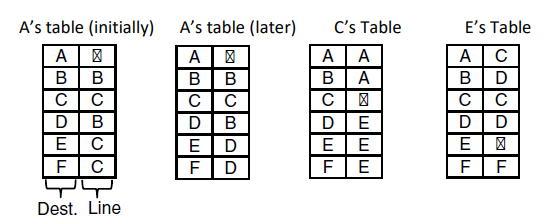 A's table (initially) A's table (later) C's Table E's Table
A A A A A C
B B B B B A B D
C C C C C C C
D B D B D E D D
E C E D E E E
F C F D F E F F
Dest. Line